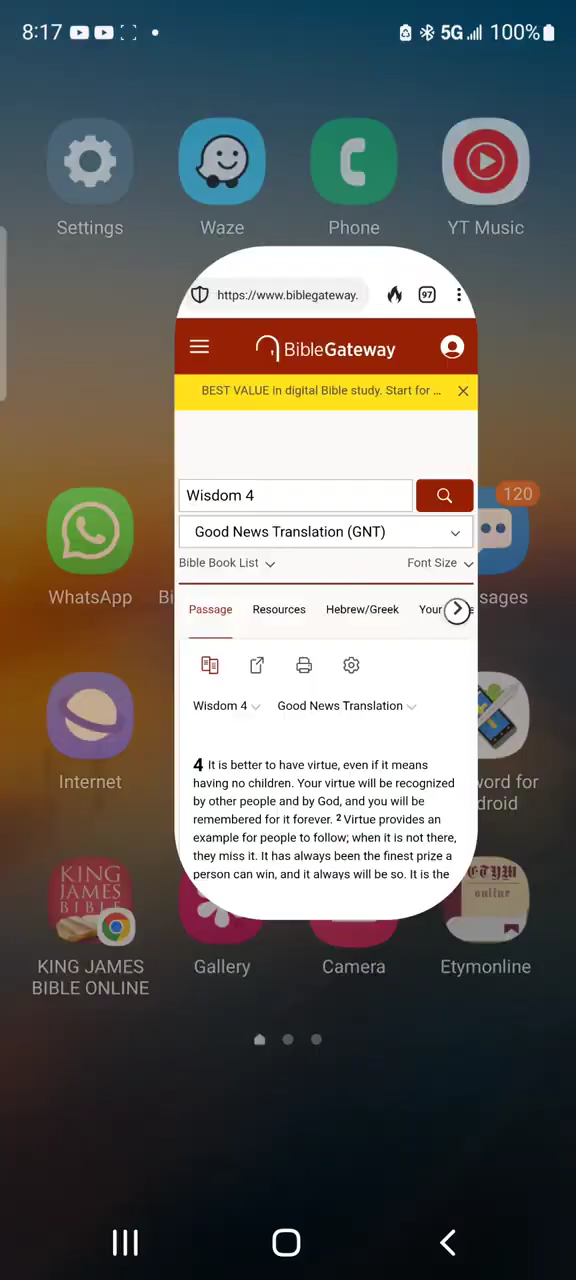 8:17
5G 100%
Settings
Waze
Phone
YT Music
https://www.biblegateway.
97
BibleGateway
BEST VALUE in digital Bible study. Start for ...
Wisdom 4
Good News Translation (GNT)
Bible Book List
Font Size
120
WhatsApp
Bi
sages
Passage
Resources
Hebrew/Greek
Your
Wisdom 4
Good News Translation
Internet
word for
droid
4 It is better to have virtue, even if it means
having no children. Your virtue will be recognized
by other people and by God, and you will be
remembered for it forever. 2 Virtue provides an
example for people to follow; when it is not there,
they miss it. It has always been the finest prize a
person can win, and it always will be so. It is the
KING
JAMES
BIBLE
ETYM
online
KING JAMES
BIBLE ONLINE
Gallery
Camera
Etymonline